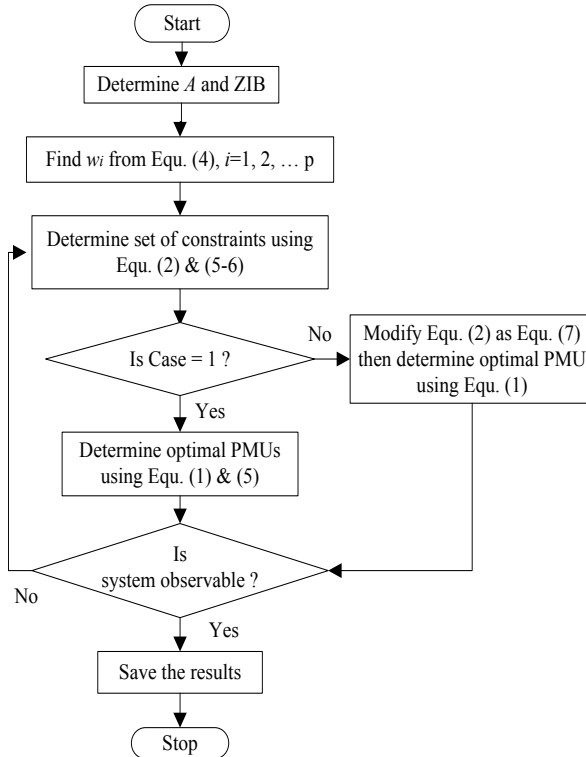 Start
Determine A and ZIB
Find wi from Equ. (4), i=1, 2, … p
Determine set of constraints using
Equ. (2) & (5-6)
Is Case = 1 ?
No
Modify Equ. (2) as Equ. (7)
then determine optimal PMU
using Equ. (1)
Yes
Determine optimal PMUs
using Equ. (1) & (5)
Is
system observable ?
No
Yes
Save the results
Stop